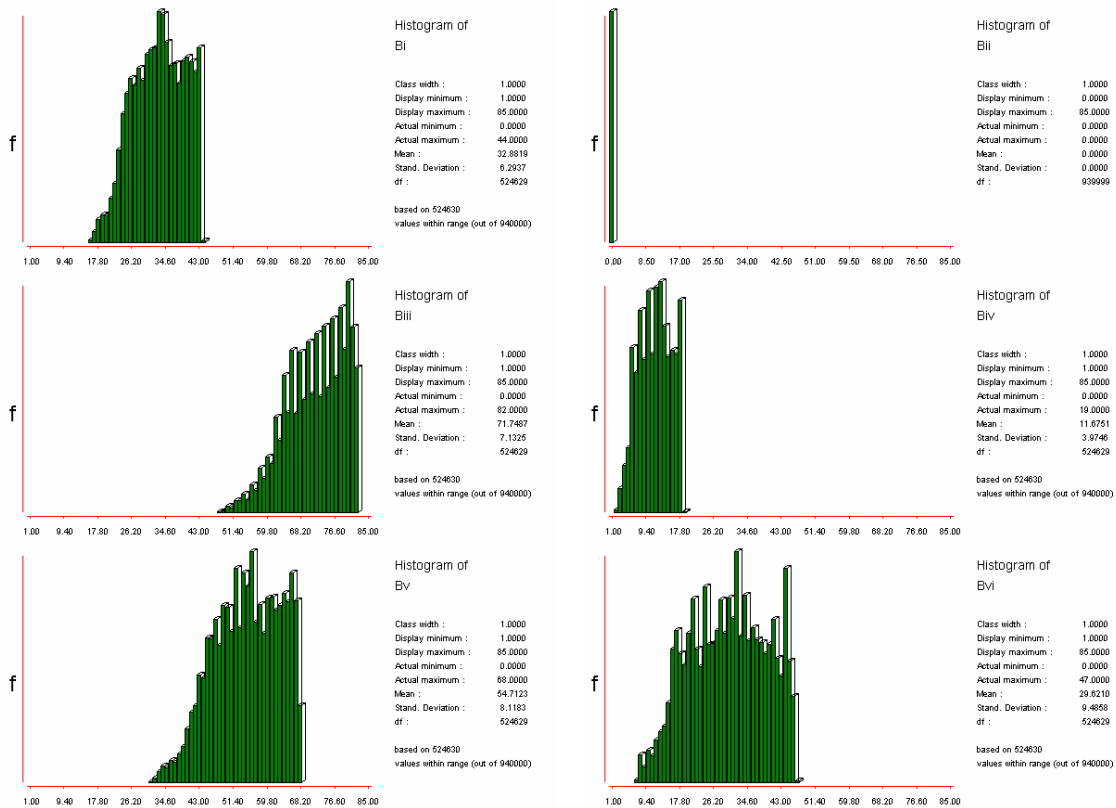 Histogram of
Bi
Class width : 1.0000
Display minimum : 1.0000
Display maximum : 85.0000
Actual minimum : 0.0000
Actual maximum : 44.0000
Mean : 32.8819
Stand. Deviation : 6.2937
df : 524629
based on 524630
values within range (out of 940000)
f
1.00 9.40 17.80 26.20 34.60 43.00 51.40 59.80 68.20 76.60 85.00
Histogram of
Bii
Class width : 1.0000
Display minimum : 0.0000
Display maximum : 85.0000
Actual minimum : 0.0000
Actual maximum : 0.0000
Mean : 0.0000
Stand. Deviation : 0.0000
df : 939999
f
0.00 8.50 17.00 25.50 34.00 42.50 51.00 59.50 68.00 76.50 85.00
Histogram of
Biii
Class width : 1.0000
Display minimum : 1.0000
Display maximum : 85.0000
Actual minimum : 0.0000
Actual maximum : 82.0000
Mean : 71.7487
Stand. Deviation : 7.1325
df : 524629
based on 524630
values within range (out of 940000)
f
1.00 9.40 17.80 26.20 34.60 43.00 51.40 59.80 68.20 76.60 85.00
Histogram of
Biv
Class width : 1.0000
Display minimum : 1.0000
Display maximum : 85.0000
Actual minimum : 0.0000
Actual maximum : 19.0000
Mean : 11.6751
Stand. Deviation : 3.9746
df : 524629
based on 524630
values within range (out of 940000)
f
1.00 9.40 17.80 26.20 34.60 43.00 51.40 59.80 68.20 76.60 85.00
Histogram of
Bv
Class width : 1.0000
Display minimum : 1.0000
Display maximum : 85.0000
Actual minimum : 0.0000
Actual maximum : 68.0000
Mean : 54.7123
Stand. Deviation : 8.1183
df : 524629
based on 524630
values within range (out of 940000)
f
1.00 9.40 17.80 26.20 34.60 43.00 51.40 59.80 68.20 76.60 85.00
Histogram of
Bvi
Class width : 1.0000
Display minimum : 1.0000
Display maximum : 85.0000
Actual minimum : 0.0000
Actual maximum : 47.0000
Mean : 29.6210
Stand. Deviation : 9.4858
df : 524629
based on 524630
values within range (out of 940000)
f
1.00 9.40 17.80 26.20 34.60 43.00 51.40 59.80 68.20 76.60 85.00